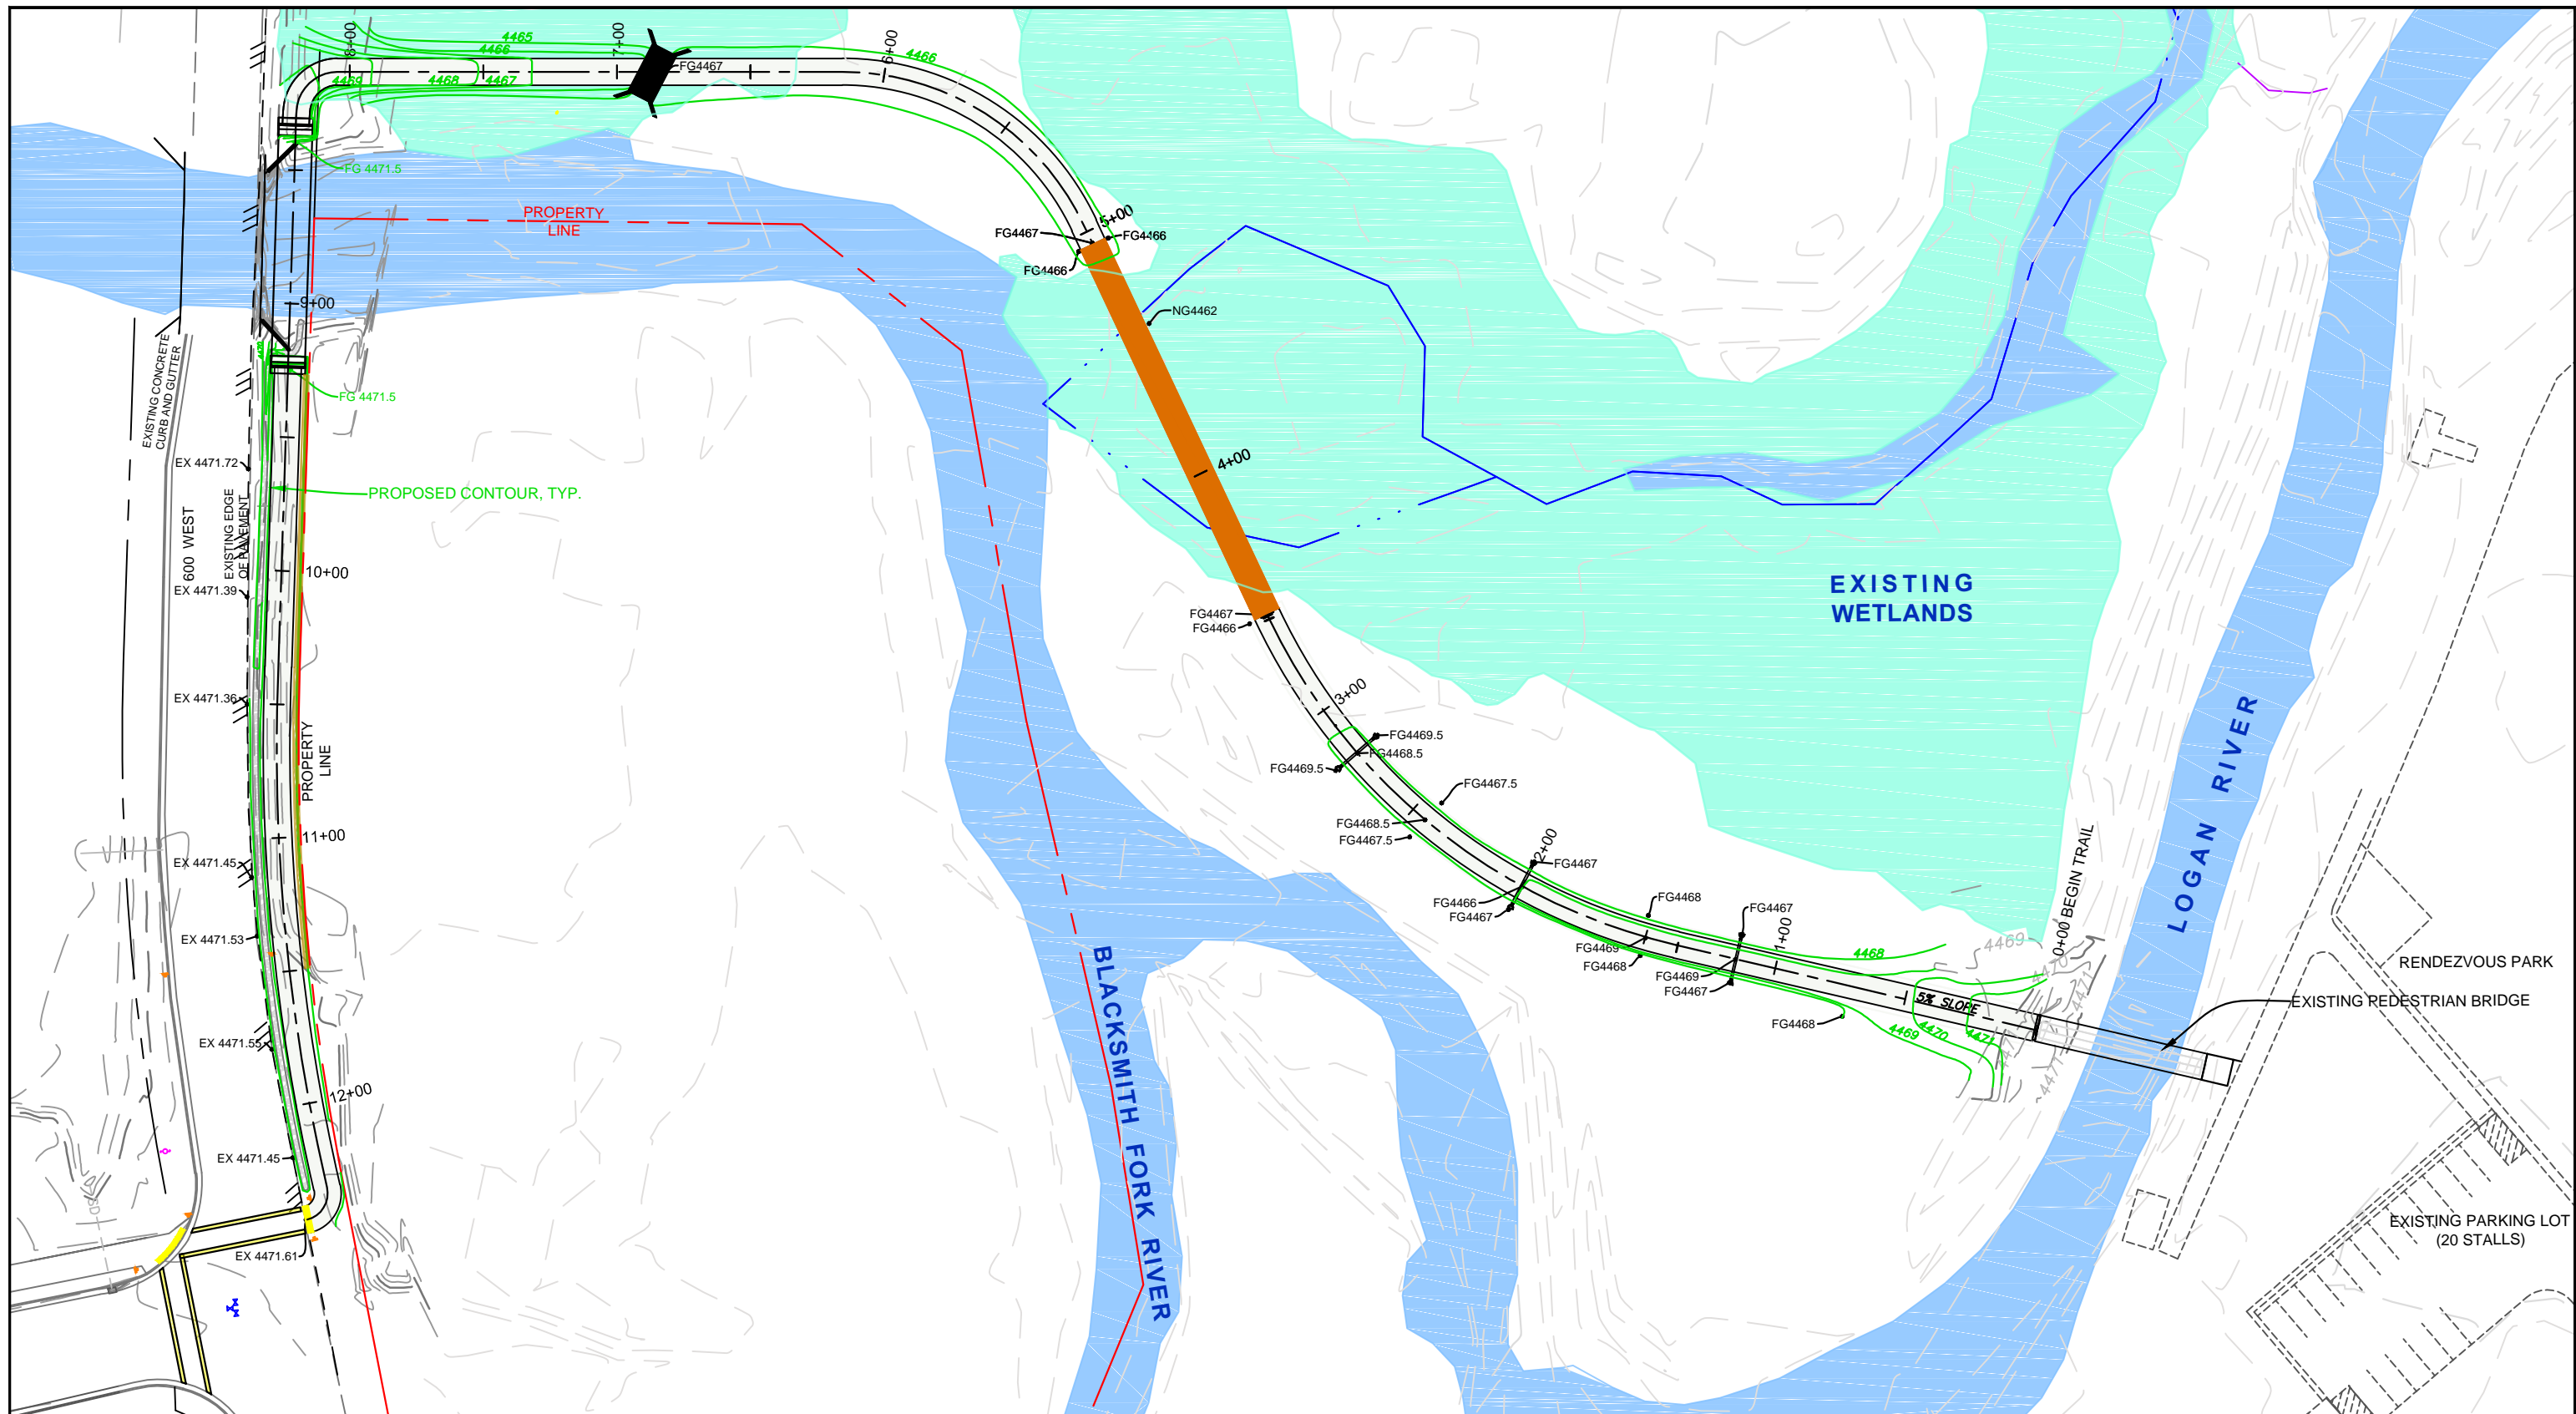 4465
4466
8+00
7+00
6+00
4466
FG4467
4469
4468
4467
FG 4471.5
PROPERTY
LINE
5+00
FG4467
FG4466
FG4466
9+00
NG4462
EXISTING CONCRETE
CURB AND GUTTER
FG 4471.5
EX 4471.72
4+00
PROPOSED CONTOUR, TYP.
600 WEST
EXISTING EDGE
OF PAVEMENT
10+00
EX 4471.39
EXISTING
WETLANDS
FG4467
FG4466
EX 4471.36
3+00
PROPERTY
LINE
FG4469.5
FG4468.5
FG4469.5
LOGAN RIVER
FG4467.5
FG4468.5
FG4467.5
11+00
EX 4471.45
2+00
FG4467
FG4466
FG4467
FG4468
FG4467
1+00
0+00 BEGIN TRAIL
EX 4471.53
FG4469
FG4468
4468
4469
4470
4471
RENDEZVOUS PARK
FG4469
FG4467
5% SLOPE
EXISTING PEDESTRIAN BRIDGE
FG4468
4469
4470
4471
4471
BLACKSMITH FORK RIVER
EX 4471.55
12+00
EX 4471.45
SD
EXISTING PARKING LOT
(20 STALLS)
EX 4471.61